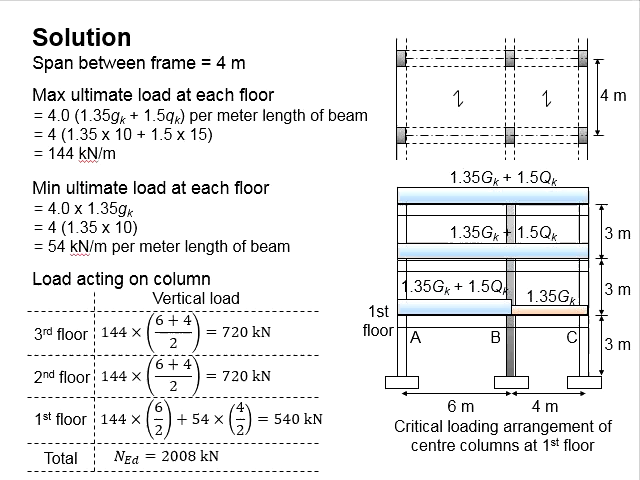 Solution
Span between frame = 4 m
Max ultimate load at each floor
= 4.0 (1.35gk + 1.5qk) per meter length of beam
= 4 (1.35 x 10 + 1.5 x 15)
= 144 kN/m
Min ultimate load at each floor
= 4.0 x 1.35gk
= 4 (1.35 x 10)
= 54 kN/m per meter length of beam
Load acting on column
Vertical load
3rd floor 144 × ((6 + 4)/2) = 720 kN
2nd floor 144 × ((6 + 4)/2) = 720 kN
1st floor 144 × (6/2) + 54 × (4/2) = 540 kN
Total NEd = 2008 kN
4 m
1.35Gk + 1.5Qk
1.35Gk + 1.5Qk
3 m
1.35Gk + 1.5Qk
1.35Gk
3 m
1st
floor
A B C
3 m
6 m 4 m
Critical loading arrangement of
centre columns at 1st floor